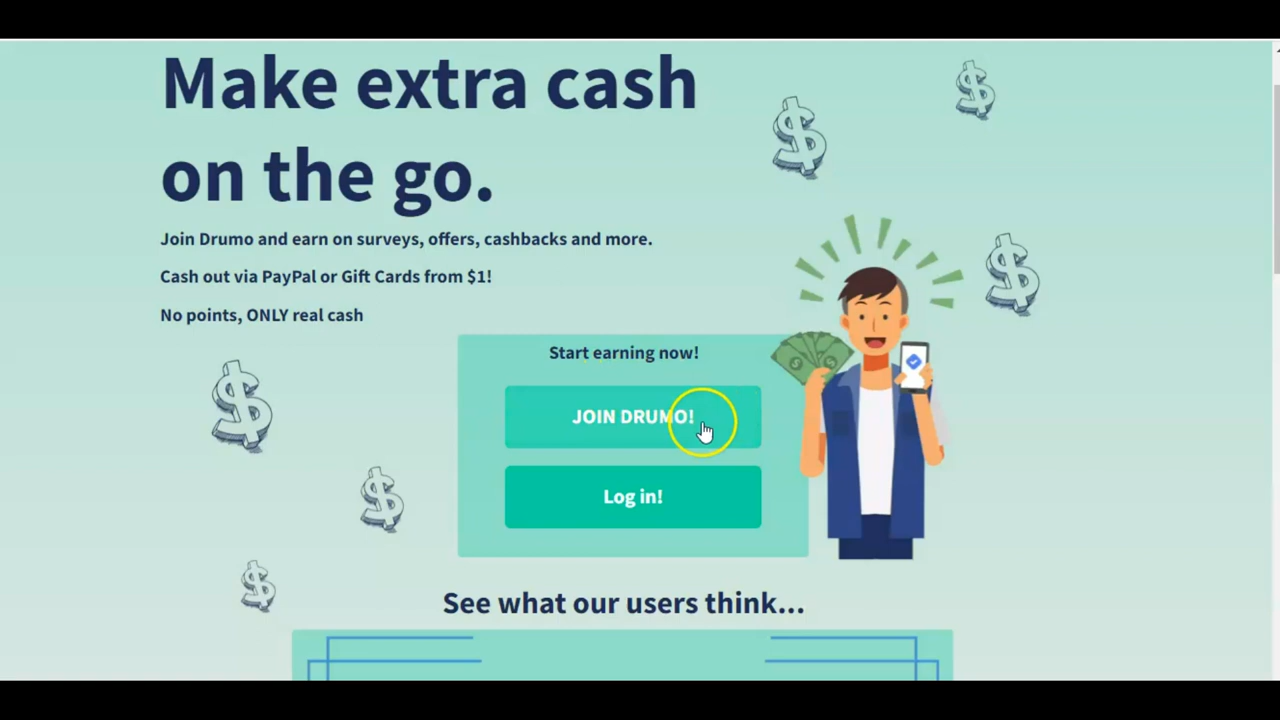 Make extra cash
on the go.
Join Drumo and earn on surveys, offers, cashbacks and more.
Cash out via PayPal or Gift Cards from $1!
No points, ONLY real cash
Start earning now!
JOIN DRUMO!
Log in!
See what our users think...